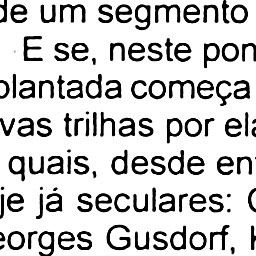 de um segmento
E se, neste pon
plantada começa
vas trilhas por ela
quais, desde en
je já seculares:
eorges Gusdorf,